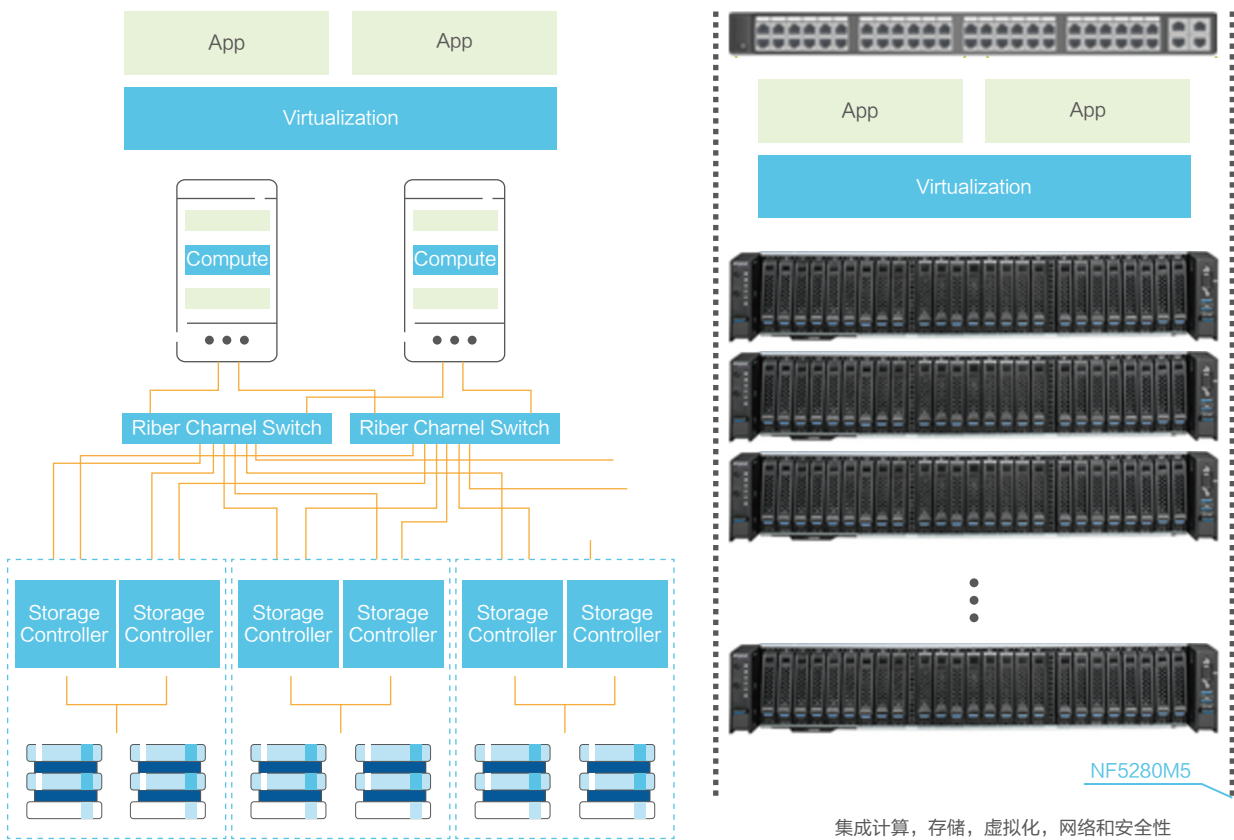 App
App
Virtualization
Compute
Compute
Riber Channel Switch
Riber Channel Switch
Storage
Controller
Storage
Controller
Storage
Controller
Storage
Controller
Storage
Controller
Storage
Controller
App
App
Virtualization
NF5280M5
集成计算，存储，虚拟化，网络和安全性